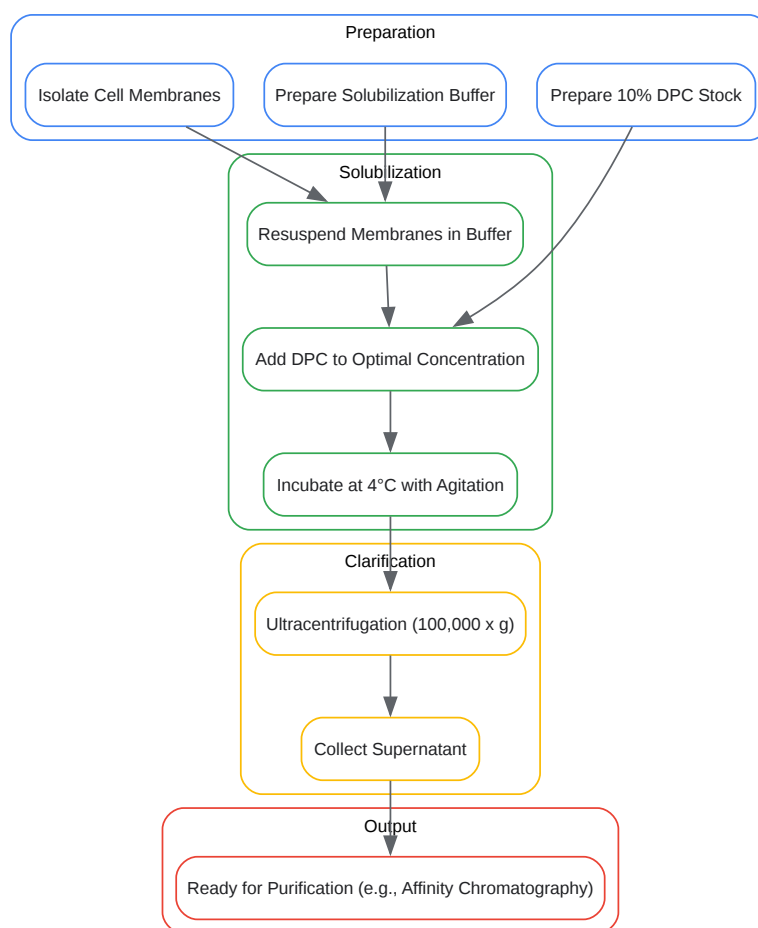 Preparation
Isolate Cell Membranes
Prepare Solubilization Buffer
Prepare 10% DPC Stock
Solubilization
Resuspend Membranes in Buffer
Add DPC to Optimal Concentration
Incubate at 4°C with Agitation
Clarification
Ultracentrifugation (100,000 x g)
Collect Supernatant
Output
Ready for Purification (e.g., Affinity Chromatography)